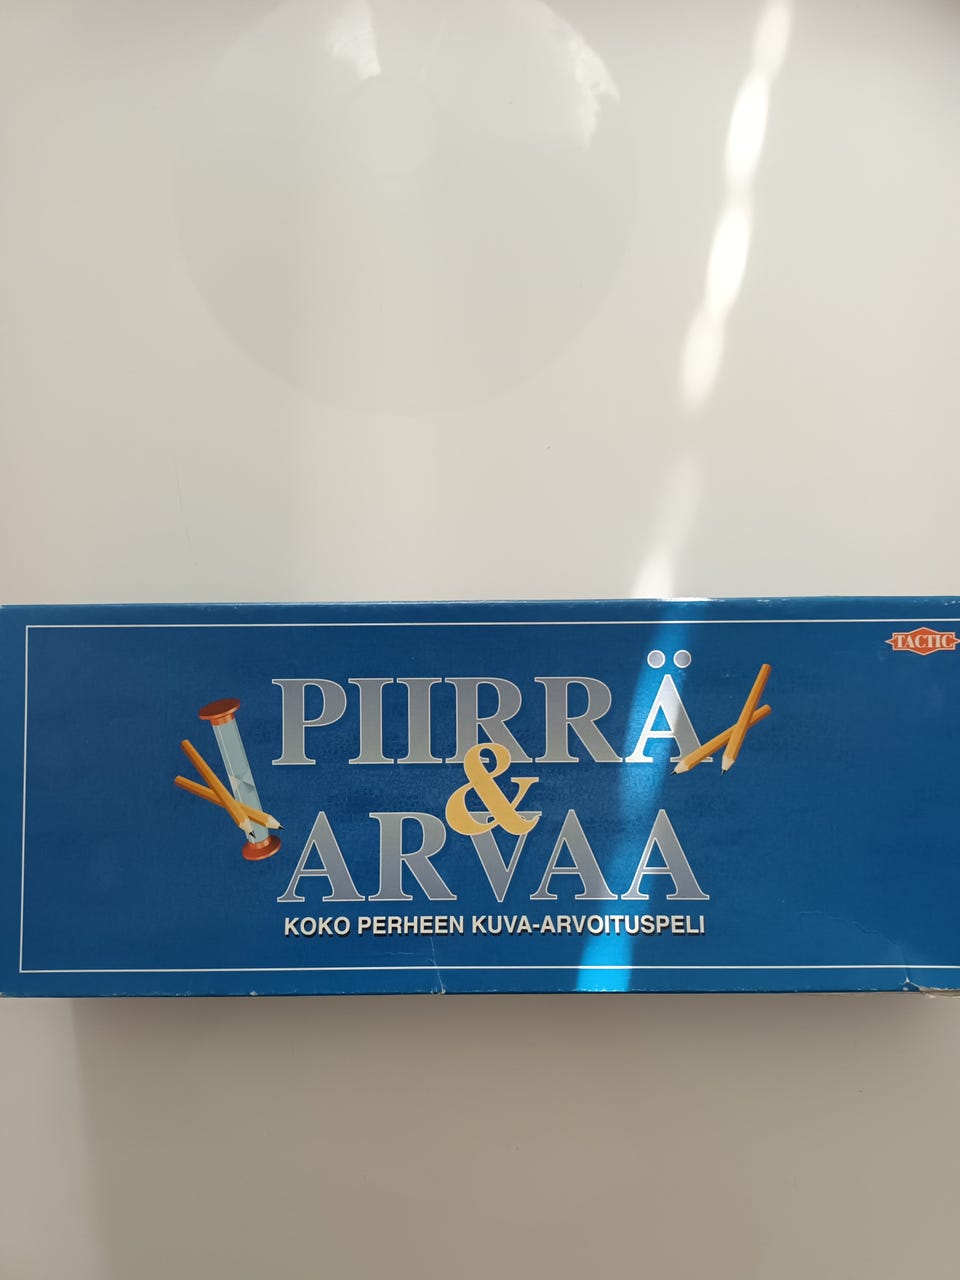 TACTIC
PIIRRÄ
&
ARVAA
KOKO PERHEEN KUVA-ARVOITUSPELI